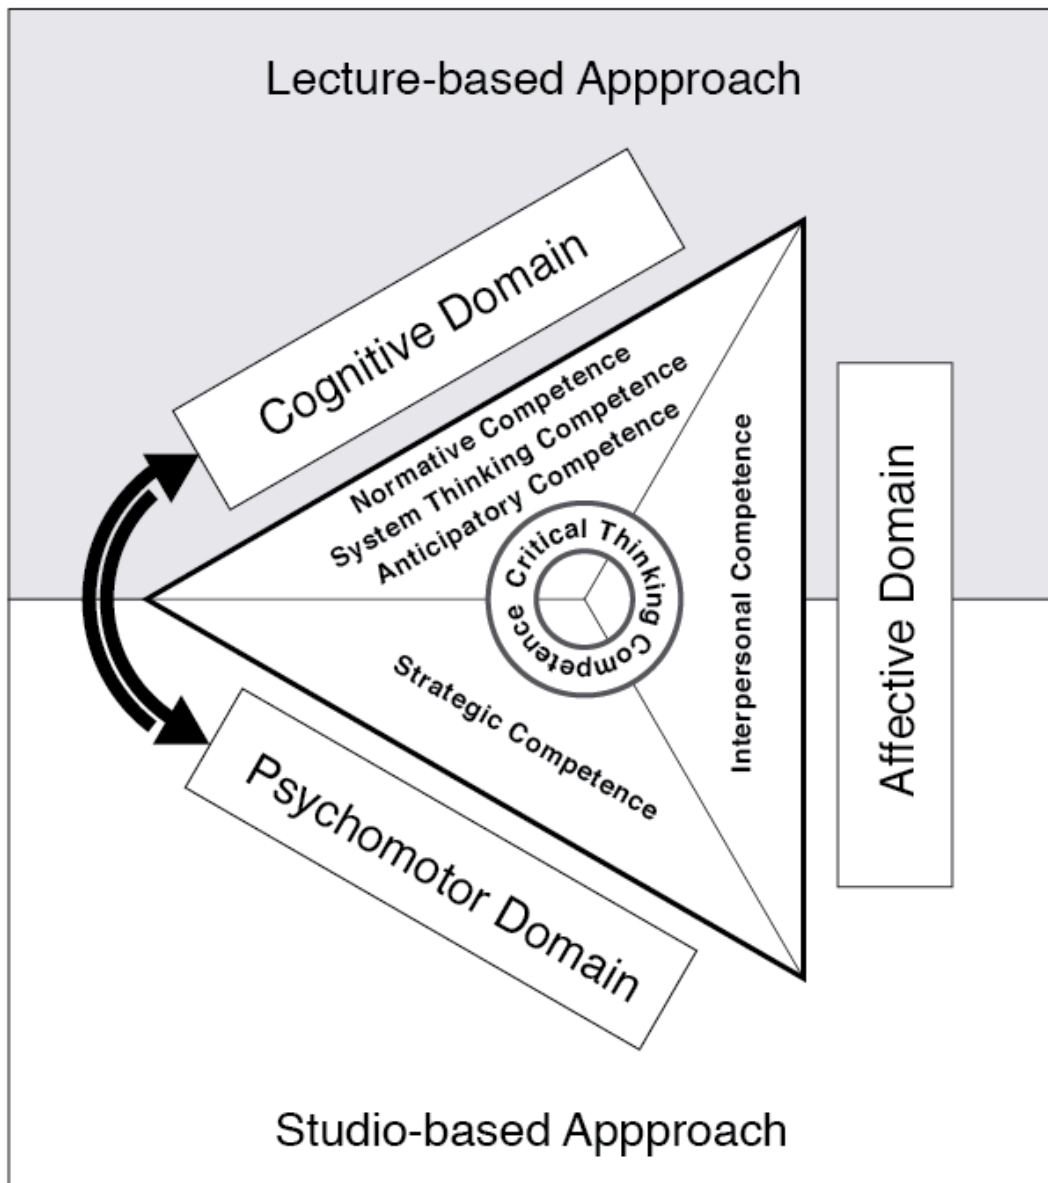 Lecture-based Appproach
Cognitive Domain
Normative Competence
System Thinking Competence
Anticipatory Competence
Critical Thinking Competence
Interpersonal Competence
Affective Domain
Strategic Competence
Psychomotor Domain
Studio-based Appproach